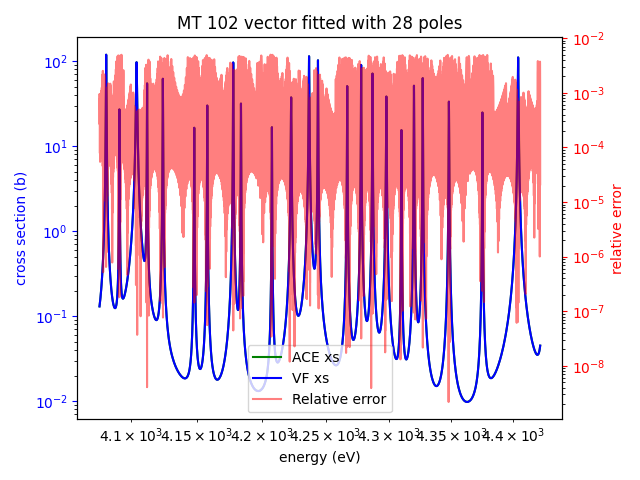 MT 102 vector fitted with 28 poles
cross section (b)
10²
10¹
10⁰
10⁻¹
10⁻²
10⁻²
10⁻³
10⁻⁴
10⁻⁵
10⁻⁶
10⁻⁷
10⁻⁸
relative error
ACE xs
VF xs
Relative error
4.1 × 10³ 4.15 × 10³ 4.2 × 10³ 4.25 × 10³ 4.3 × 10³ 4.35 × 10³ 4.4 × 10³
energy (eV)